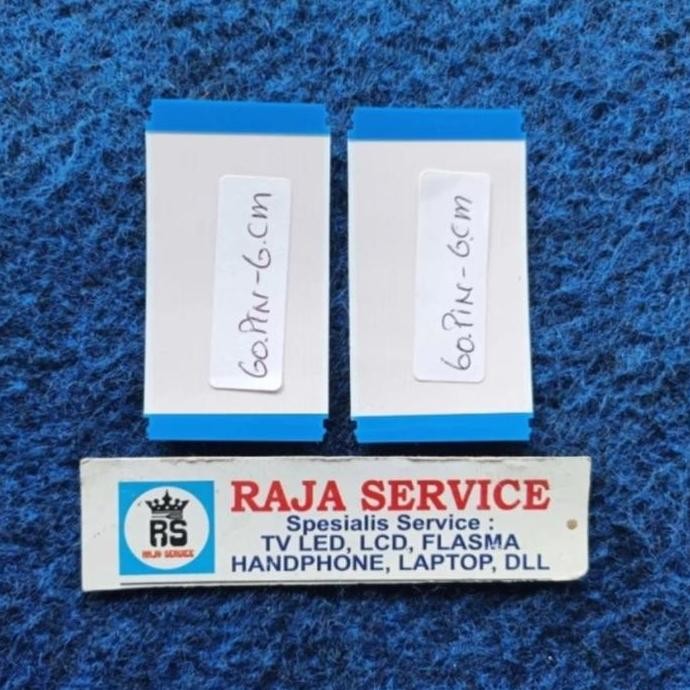 60.PIN-6.CM
60.PIN-6.CM
RS
RAJA SERVICE
RAJA SERVICE
Spesialis Service :
TV LED, LCD, FLASMA
HANDPHONE, LAPTOP, DLL